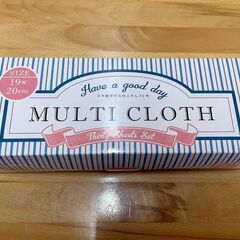 SIZE
19×
20cm
Have a good day
MULTI CLOTH
Thirty Sheets Set